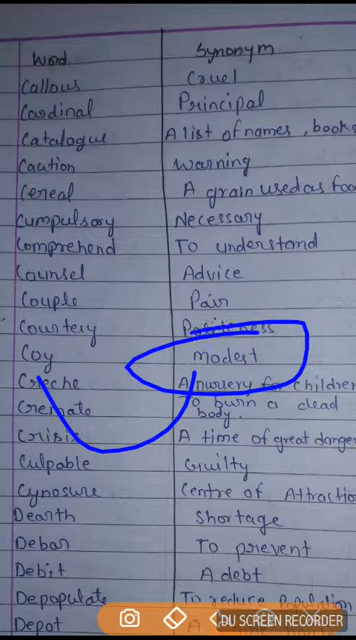 Word Synonym
Callous Cruel
Cardinal Principal
Catalogue A list of names, books
Caution Warning
Cereal A grain used as foo
Cumpulsory Necessary
Comprehend To understand
Counsel Advice
Couple Pair
Courtery
Coy modest
Creche A nursery for children
Cremate To burn a dead
body.
Crisis A time of great danger
Culpable Guilty
Cynosure Centre of Attractio
Dearth Shortage
Debar To prevent
Debit A debt
Depopulate To reduce population
Depot A
DU SCREEN RECORDER